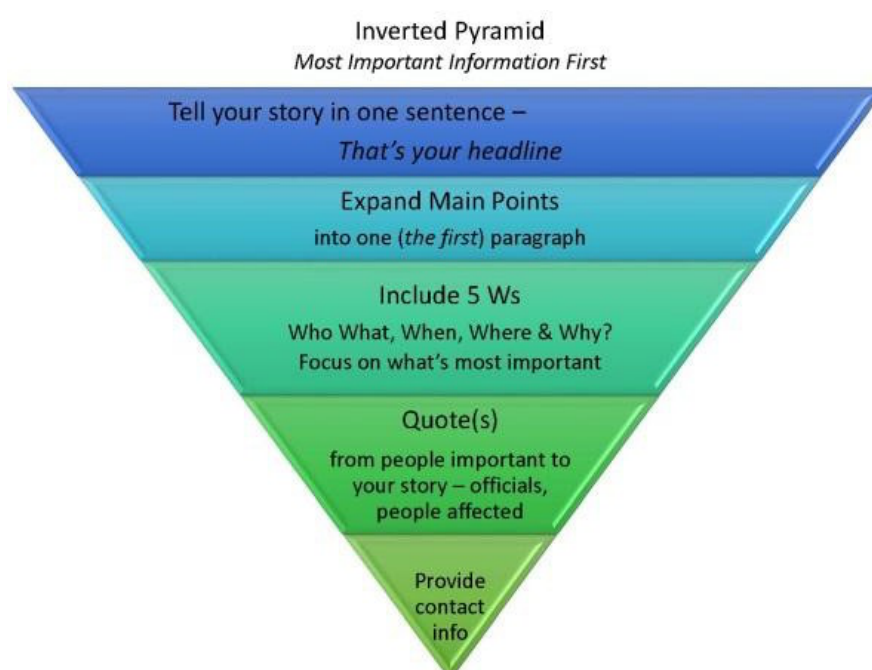 Inverted Pyramid
Most Important Information First
Tell your story in one sentence –
That's your headline
Expand Main Points
into one (the first) paragraph
Include 5 Ws
Who What, When, Where & Why?
Focus on what's most important
Quote(s)
from people important to
your story – officials,
people affected
Provide
contact
info